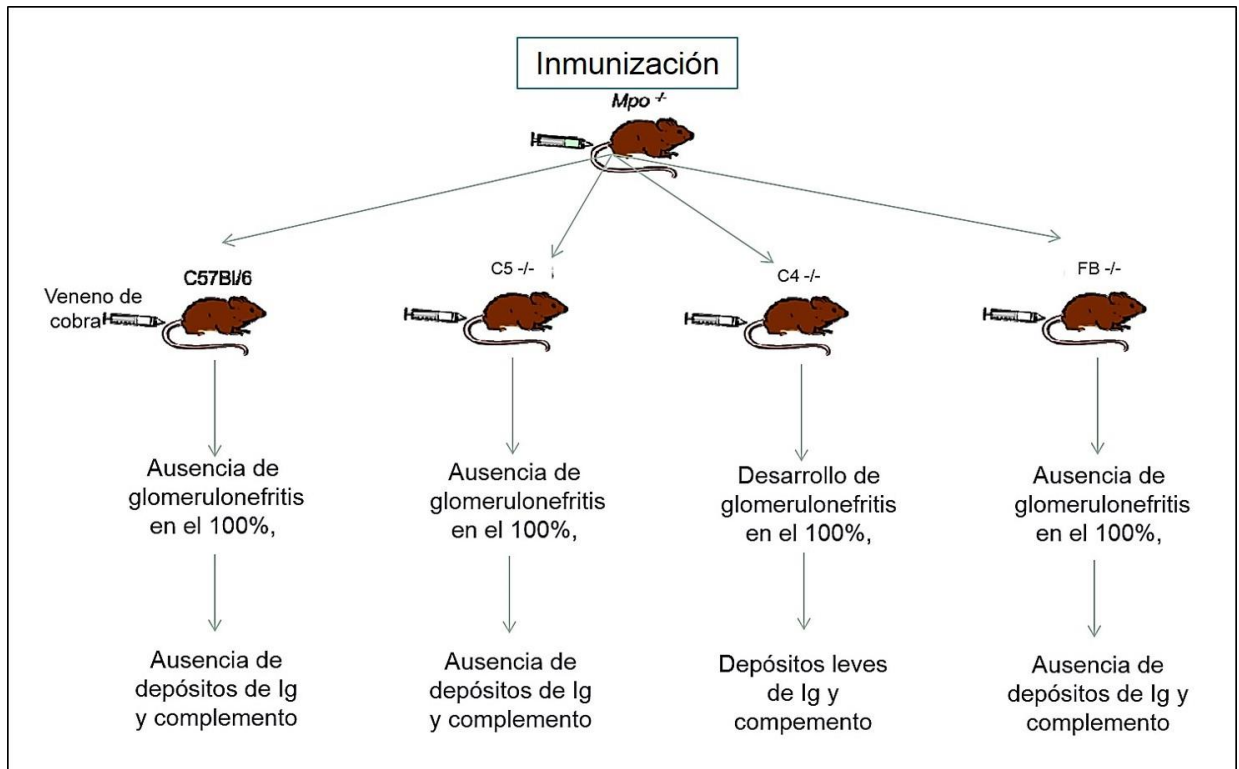 Inmunización
Mpo -/-
C57Bl/6
C5 -/-
C4 -/-
FB -/-
Veneno de
cobra
Ausencia de
glomerulonefritis
en el 100%,
Ausencia de
glomerulonefritis
en el 100%,
Desarrollo de
glomerulonefritis
en el 100%,
Ausencia de
glomerulonefritis
en el 100%,
Ausencia de
depósitos de Ig
y complemento
Ausencia de
depósitos de Ig
y complemento
Depósitos leves
de Ig y
compemento
Ausencia de
depósitos de Ig y
complemento